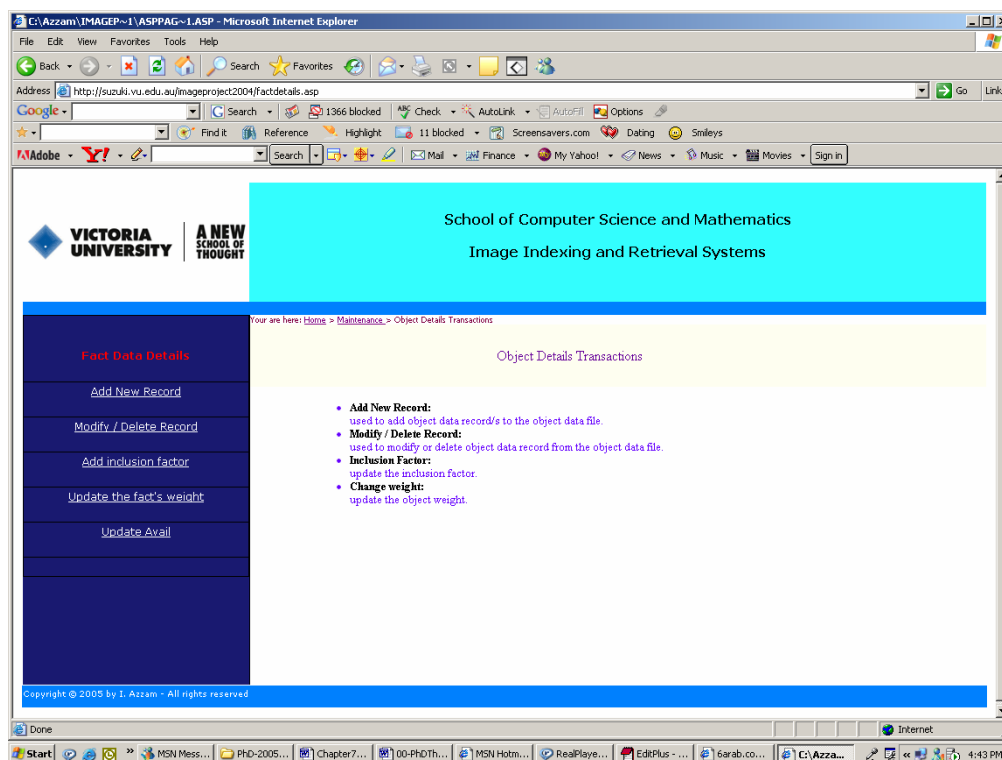 C:\Azzam\IMAGEP~1\ASPPAG~1.ASP - Microsoft Internet Explorer
File Edit View Favorites Tools Help
Back Search Favorites
Address http://suzuki.vu.edu.au/imageproject2004/factdetails.asp Go Link
Google Search 1366 blocked Check AutoLink AutoFill Options
Find it Reference Highlight 11 blocked Screensavers.com Dating Smileys
Adobe Y! Search Mail Finance My Yahoo! News Music Movies Sign in
VICTORIA UNIVERSITY
A NEW SCHOOL OF THOUGHT
School of Computer Science and Mathematics
Image Indexing and Retrieval Systems
Your are here: Home > Maintenance > Object Details Transactions
Fact Data Details
Add New Record
Modify / Delete Record
Add inclusion factor
Update the fact's weight
Update Avail
Object Details Transactions
• Add New Record:
used to add object data record/s to the object data file.
• Modify / Delete Record:
used to modify or delete object data record from the object data file.
• Inclusion Factor:
update the inclusion factor.
• Change weight:
update the object weight.
Copyright © 2005 by I. Azzam - All rights reserved
Done Internet
Start MSN Mess... PhD-2005... Chapter7... 00-PhDTh... MSN Hotm... RealPlaye... EditPlus - ... 6arab.co... C:\Azza... 4:43 PM